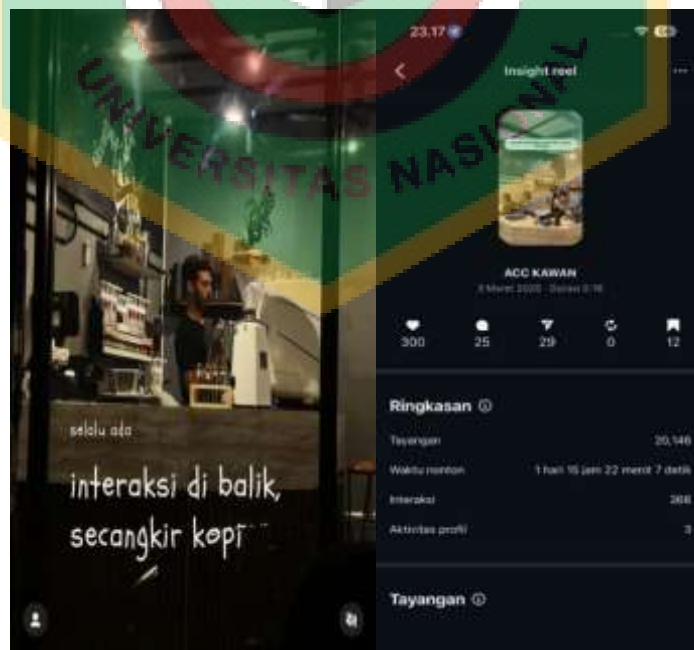 UNIVERSITAS NASIONAL
selalu ada
interaksi di balik,
secangkir kopi
23.17
Insight reel
ACC KAWAN
300
25
29
0
12
Ringkasan
Tayangan
20,146
Waktu nonton
1 hari 15 jam 22 menit 7 detik
Interaksi
366
Aktivitas profil
3
Tayangan